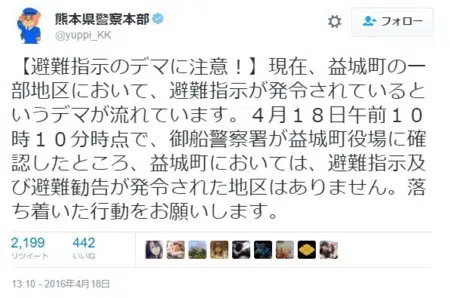 熊本県警察本部
@yuppi_KK
フォロー
【避難指示のデマに注意！】現在、益城町の一
部地区において、避難指示が発令されていると
いうデマが流れています。４月１８日午前１０
時１０分時点で、御船警察署が益城町役場に確
認したところ、益城町においては、避難指示及
び避難勧告が発令された地区はありません。落
ち着いた行動をお願いします。
2,199 442
リツイート いいね
13:10 - 2016年4月18日